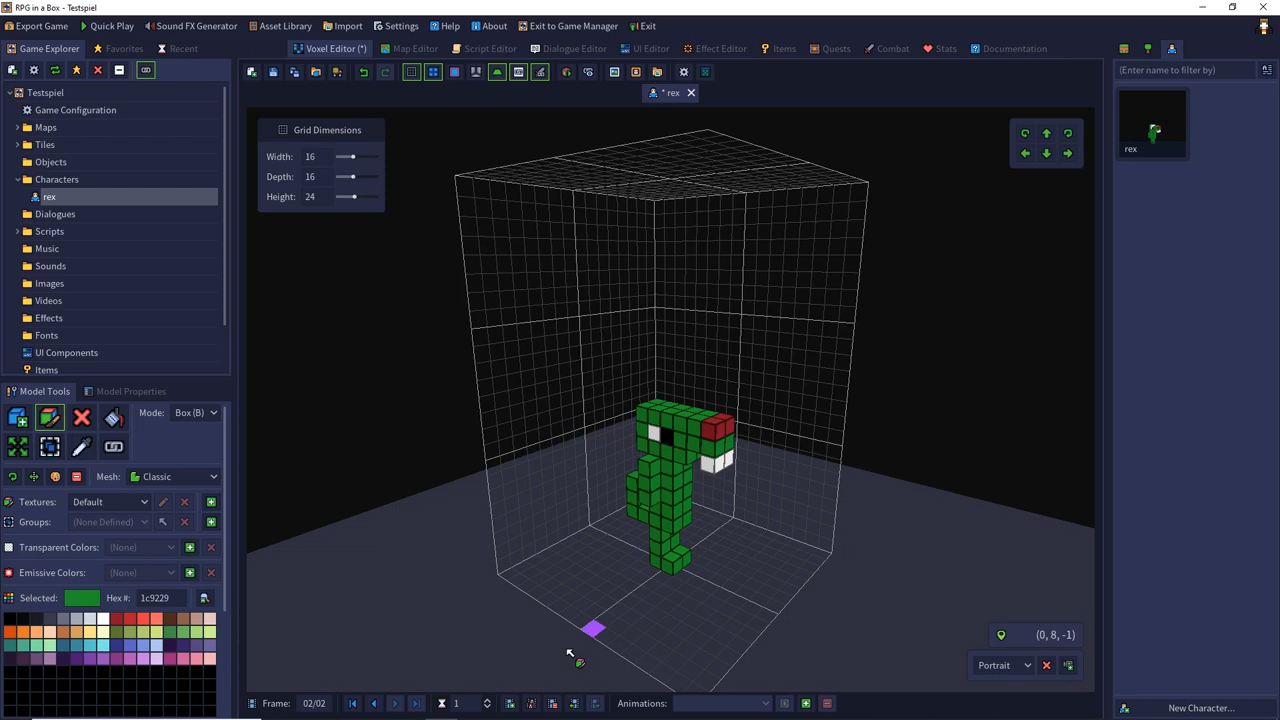 RPG in a Box - Testspiel
Export Game Quick Play Sound FX Generator Asset Library Import Settings Help About Exit to Game Manager Exit
Game Explorer Favorites Recent Voxel Editor (*) Map Editor Script Editor Dialogue Editor UI Editor Effect Editor Items Quests Combat Stats Documentation
(Enter name to filter by)
* rex
Testspiel
Game Configuration
Maps
Tiles
Objects
Characters
rex
Dialogues
Scripts
Music
Sounds
Images
Videos
Effects
Fonts
UI Components
Items
Grid Dimensions
Width: 16
Depth: 16
Height: 24
rex
Model Tools Model Properties
Mode: Box (B)
Mesh: Classic
Textures: Default
Groups: (None Defined)
Transparent Colors: (None)
Emissive Colors: (None)
Selected: Hex #: 1c9229
(0, 8, -1)
Portrait
Frame: 02/02 1 Animations:
New Character...